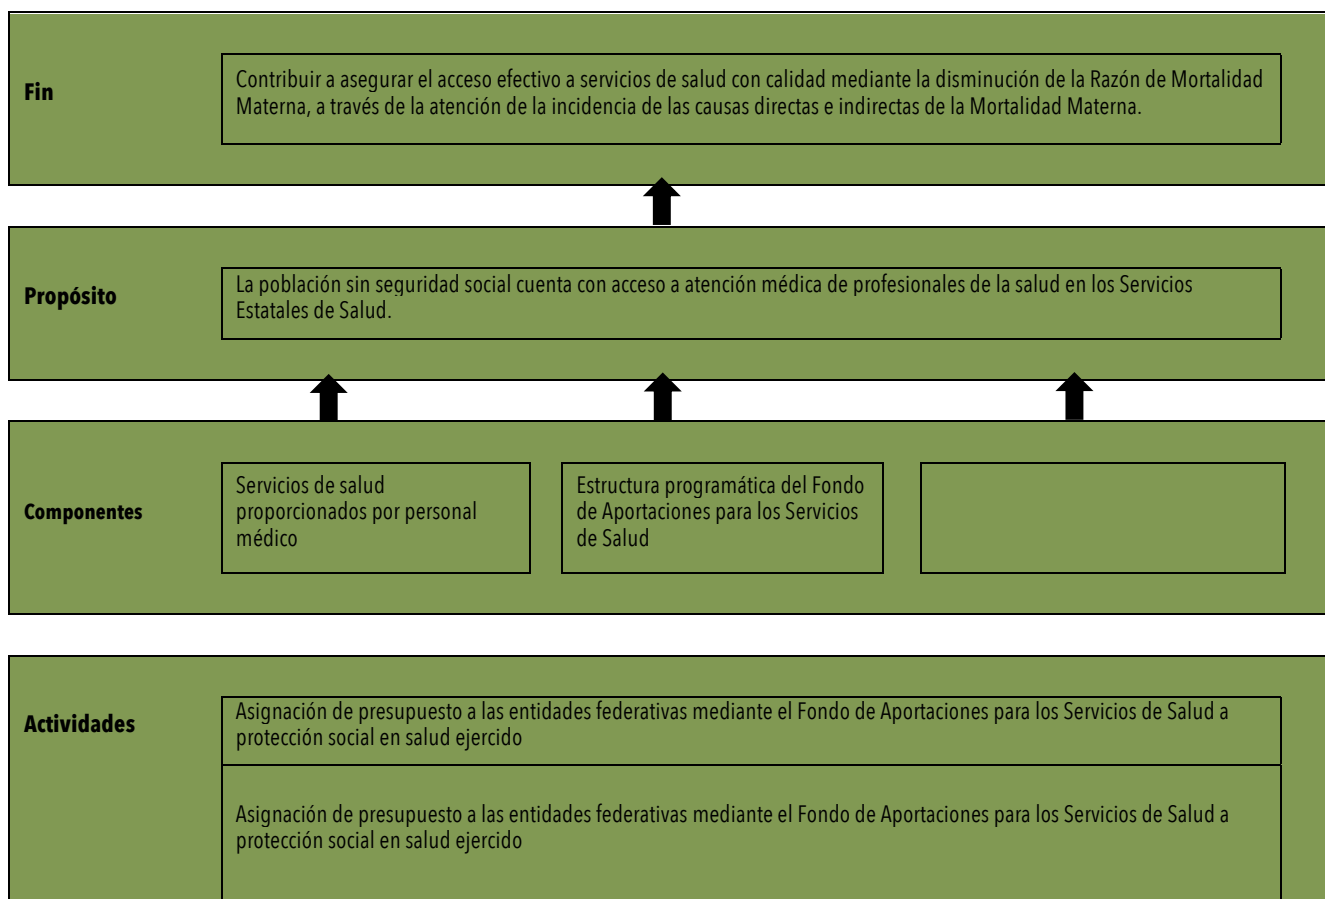 Fin
Contribuir a asegurar el acceso efectivo a servicios de salud con calidad mediante la disminución de la Razón de Mortalidad
Materna, a través de la atención de la incidencia de las causas directas e indirectas de la Mortalidad Materna.
Propósito
La población sin seguridad social cuenta con acceso a atención médica de profesionales de la salud en los Servicios
Estatales de Salud.
Componentes
Servicios de salud
proporcionados por personal
médico
Estructura programática del Fondo
de Aportaciones para los Servicios
de Salud
Actividades
Asignación de presupuesto a las entidades federativas mediante el Fondo de Aportaciones para los Servicios de Salud a
protección social en salud ejercido
Asignación de presupuesto a las entidades federativas mediante el Fondo de Aportaciones para los Servicios de Salud a
protección social en salud ejercido